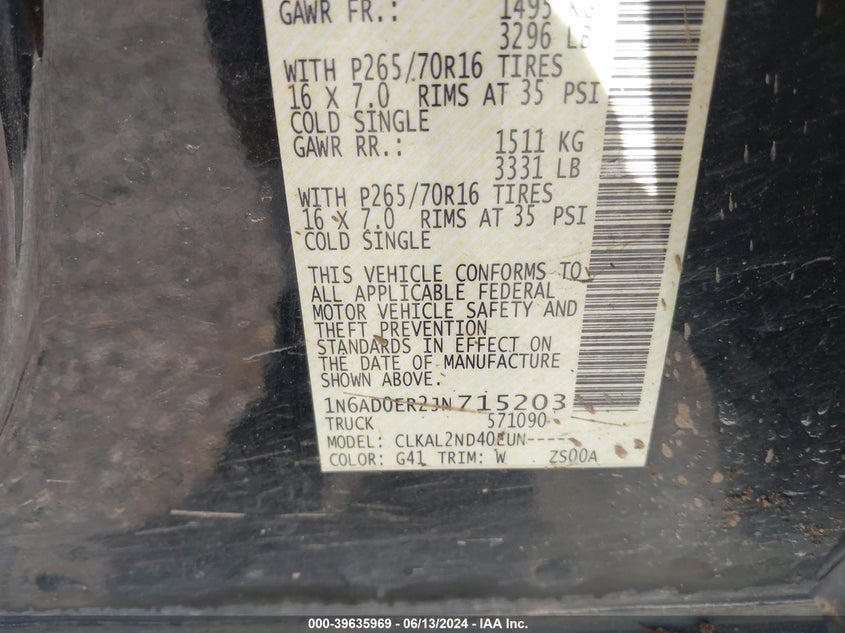 GAWR FR.: 1495 KG
3296 LB
WITH P265/70R16 TIRES
16 X 7.0 RIMS AT 35 PSI
COLD SINGLE
GAWR RR.: 1511 KG
3331 LB
WITH P265/70R16 TIRES
16 X 7.0 RIMS AT 35 PSI
COLD SINGLE
THIS VEHICLE CONFORMS TO
ALL APPLICABLE FEDERAL
MOTOR VEHICLE SAFETY AND
THEFT PREVENTION
STANDARDS IN EFFECT ON
THE DATE OF MANUFACTURE
SHOWN ABOVE.
1N6AD0ER2JN715203
TRUCK 571090
MODEL: CLKAL2ND40EUN-----
COLOR: G41 TRIM: W ZS00A
000-39635969 - 06/13/2024 - IAA Inc.